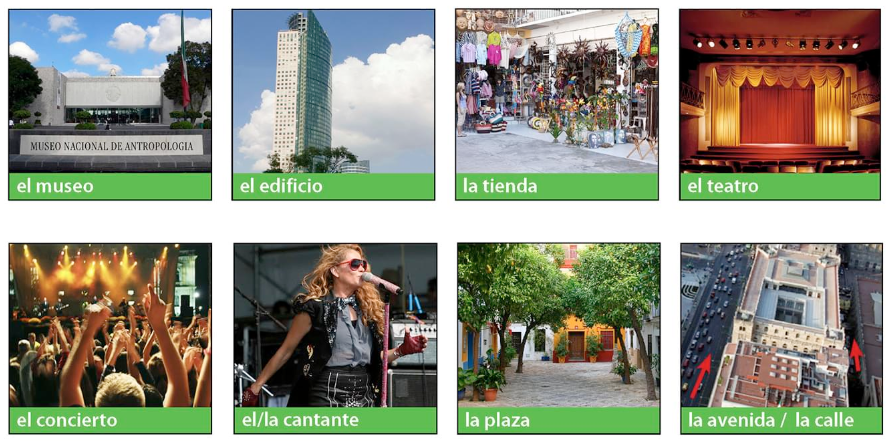 MUSEO NACIONAL DE ANTROPOLOGIA
el museo
el edificio
la tienda
el teatro
el concierto
el/la cantante
la plaza
la avenida / la calle